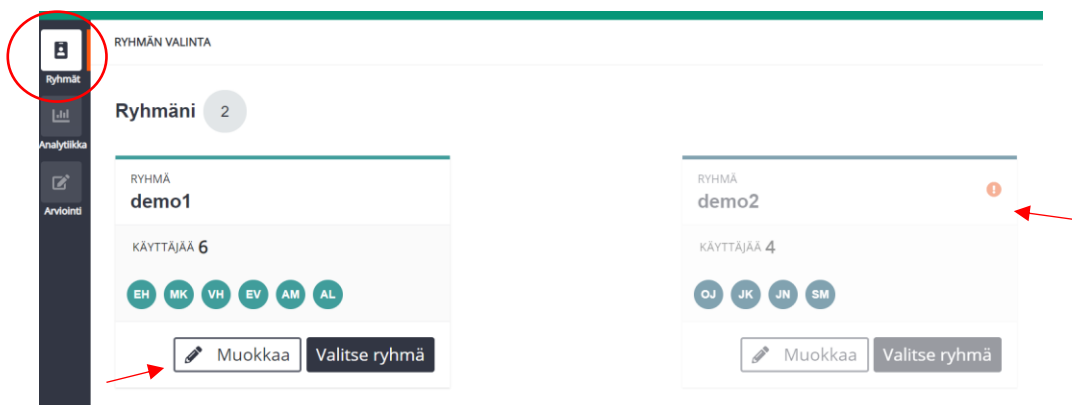 Ryhmät
Analytiikka
Arviointi
RYHMÄN VALINTA
Ryhmäni 2
RYHMÄ
demo1
KÄYTTÄJÄÄ 6
EH MK VH EV AM AL
Muokkaa Valitse ryhmä
RYHMÄ
demo2
KÄYTTÄJÄÄ 4
OJ JK JN SM
Muokkaa Valitse ryhmä